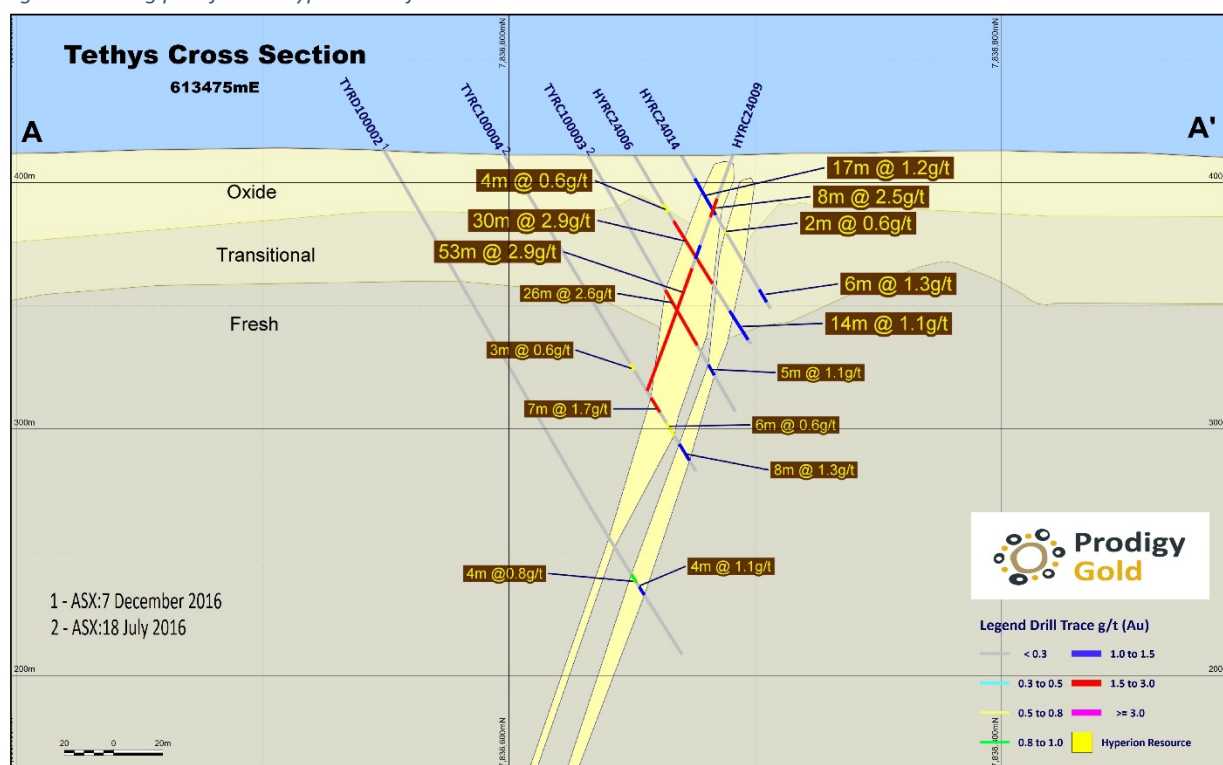 Tethys Cross Section
613475mE
A
A'
TYRD100002 1
TYRC100004 2
TYRC100003 2
HYRC24006
HYRC24014
HYRC24009
7,838,600mN
7,838,800mN
400m
400
Oxide
Transitional
Fresh
4m @ 0.6g/t
30m @ 2.9g/t
53m @ 2.9g/t
26m @ 2.6g/t
3m @ 0.6g/t
7m @ 1.7g/t
17m @ 1.2g/t
8m @ 2.5g/t
2m @ 0.6g/t
6m @ 1.3g/t
14m @ 1.1g/t
5m @ 1.1g/t
6m @ 0.6g/t
8m @ 1.3g/t
300m
300
4m @0.8g/t
4m @ 1.1g/t
1 - ASX:7 December 2016
2 - ASX:18 July 2016
200m
200
20 0 20m
Prodigy
Gold
Legend Drill Trace g/t (Au)
< 0.3
1.0 to 1.5
0.3 to 0.5
1.5 to 3.0
0.5 to 0.8
>= 3.0
0.8 to 1.0
Hyperion Resource